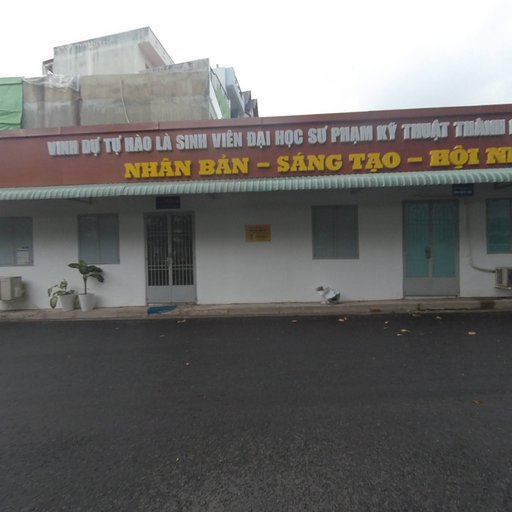 VINH DỰ TỰ HÀO LÀ SINH VIÊN ĐẠI HỌC SƯ PHẠM KỸ THUẬT THÀNH
NHÂN BẢN - SÁNG TẠO - HỘI